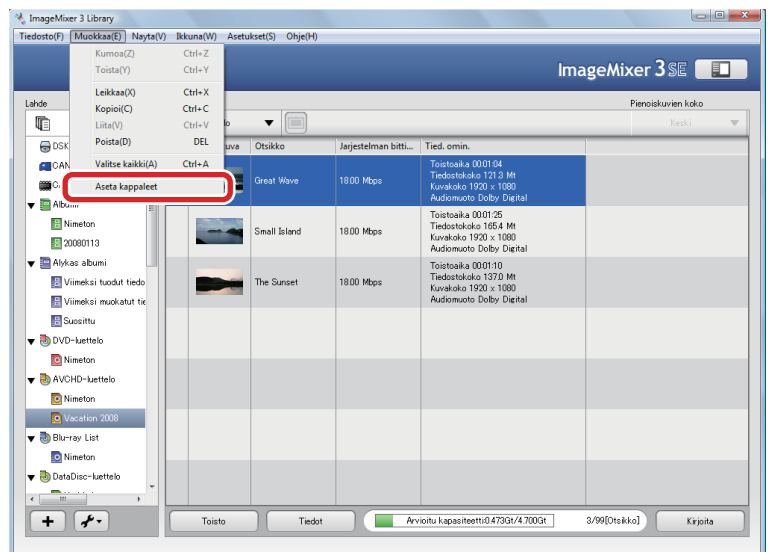 ImageMixer 3 Library
Tiedosto(F) Muokkaa(E) Nayta(V) Ikkuna(W) Asetukset(S) Ohje(H)
Kumoa(Z) Ctrl+Z
Toista(Y) Ctrl+Y
Leikkaa(X) Ctrl+X
Kopioi(C) Ctrl+C
Liita(V) Ctrl+V
Poista(D) DEL
Valitse kaikki(A) Ctrl+A
Aseta kappaleet
ImageMixer 3 SE
Lahde
Pienoiskuvien koko
Keski
DSK
CAN
Albumi
Nimeton
20080113
Alykas albumi
Viimeksi tuodut tiedo
Viimeksi muokatut tie
Suosittu
DVD-luettelo
Nimeton
AVCHD-luettelo
Nimeton
Vacation 2008
Blu-ray List
Nimeton
DataDisc-luettelo
uva Otsikko Jarjestelman bitti... Tied. omin.
Great Wave 18.00 Mbps
Toistoaika 00:01:04
Tiedostokoko 121.3 Mt
Kuvakoko 1920 x 1080
Audiomuoto Dolby Digital
Small Island 18.00 Mbps
Toistoaika 00:01:25
Tiedostokoko 165.4 Mt
Kuvakoko 1920 x 1080
Audiomuoto Dolby Digital
The Sunset 18.00 Mbps
Toistoaika 00:01:10
Tiedostokoko 137.0 Mt
Kuvakoko 1920 x 1080
Audiomuoto Dolby Digital
Toisto Tiedot Arvioitu kapasiteetti:0.473Gt/4.700Gt 3/99[Otsikko] Kirjoita